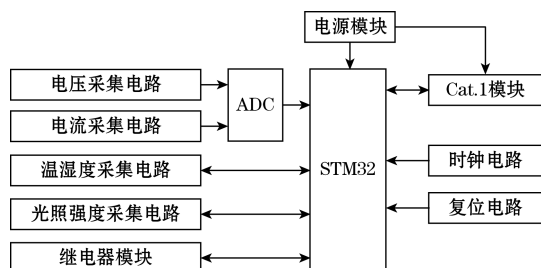 电源模块
电压采集电路
ADC
Cat.1模块
电流采集电路
STM32
温湿度采集电路
时钟电路
光照强度采集电路
复位电路
继电器模块